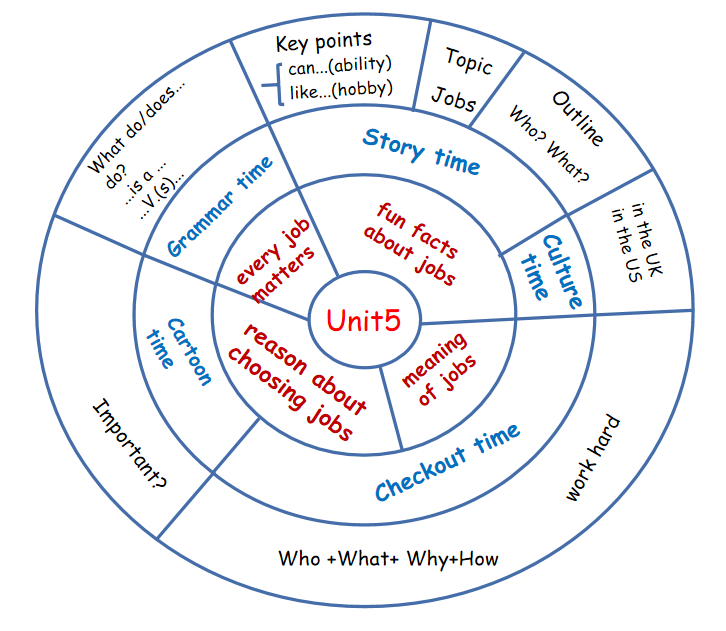 Unit5
fun facts
about jobs
meaning
of jobs
reason about
choosing jobs
every job
matters
Story time
Culture
time
Checkout time
Cartoon
time
Grammar time
Key points
can...(ability)
like...(hobby)
Topic
Jobs
Outline
Who? What?
in the UK
in the US
work hard
Who +What+ Why+How
Important?
What do/does...
do?
...is a ...
...V.(s)...